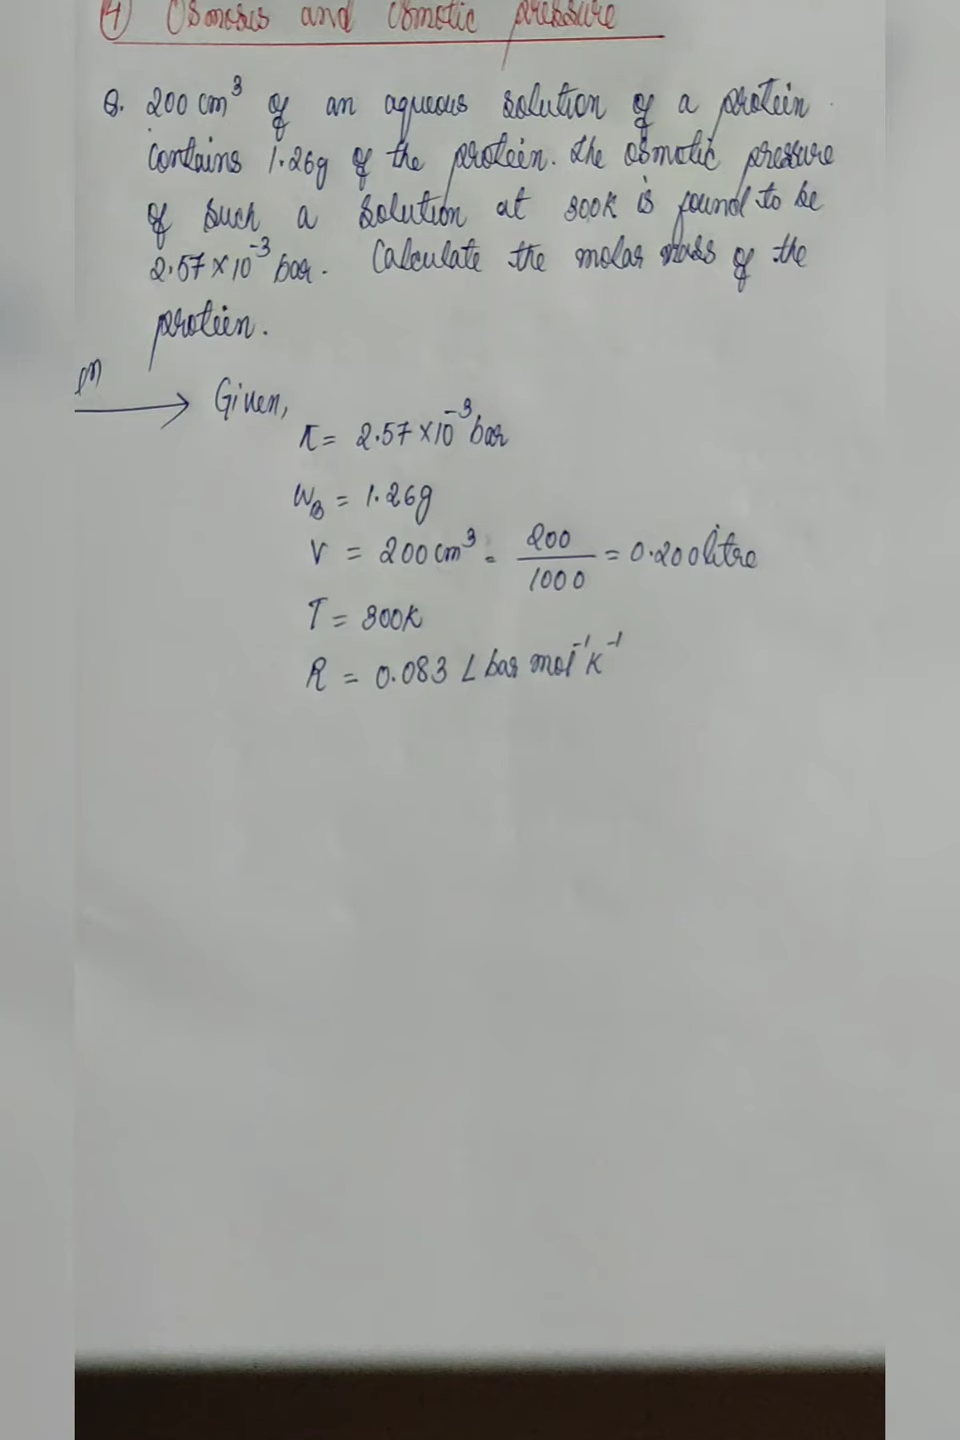 4) Osmosis and Osmotic pressure
Q. 200 cm³ of an aqueous solution of a protein
contains 1.26g of the protein. The osmotic pressure
of such a solution at 300K is found to be
2.57 × 10⁻³ bar. Calculate the molar mass of the
protein.
Given,
π = 2.57 × 10⁻³ bar
W_B = 1.26g
V = 200 cm³ = 200/1000 = 0.200 litre
T = 300K
R = 0.083 L bar mol⁻¹ K⁻¹